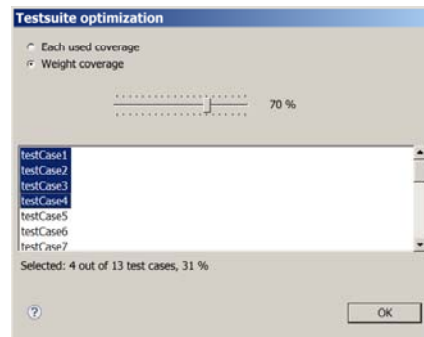 Testsuite optimization
Each used coverage
Weight coverage
70 %
testCase1
testCase2
testCase3
testCase4
testCase5
testCase6
testCase7
Selected: 4 out of 13 test cases, 31 %
?
OK